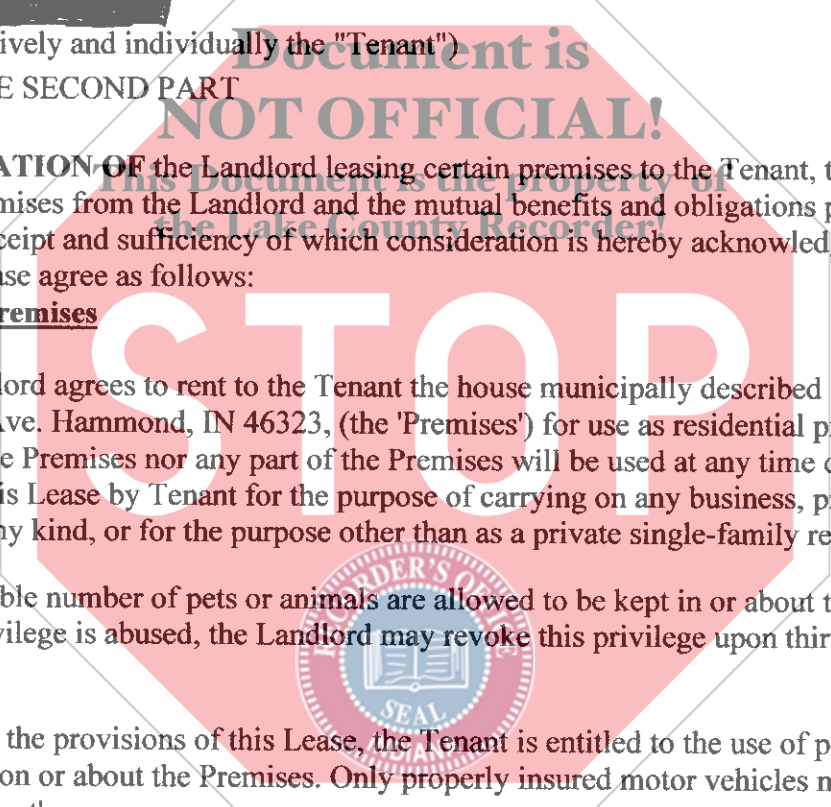 ively and individually the "Tenant")
Document is
E SECOND PART
NOT OFFICIAL!
ATION OF the Landlord leasing certain premises to the Tenant, t
This Document is the property of
mises from the Landlord and the mutual benefits and obligations p
the Lake County Recorder!
ceipt and sufficiency of which consideration is hereby acknowled
ase agree as follows:
remises
STOP
lord agrees to rent to the Tenant the house municipally described
Ave. Hammond, IN 46323, (the 'Premises') for use as residential p
e Premises nor any part of the Premises will be used at any time
is Lease by Tenant for the purpose of carrying on any business, p
ny kind, or for the purpose other than as a private single-family re
RECORDER'S OFFICE
ble number of pets or animals are allowed to be kept in or about t
vilege is abused, the Landlord may revoke this privilege upon thir
SEAL
INDIANA
the provisions of this Lease, the Tenant is entitled to the use of p
on or about the Premises. Only properly insured motor vehicles